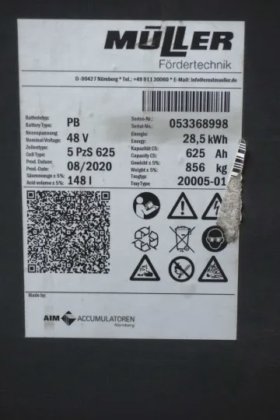 MÜLLER
Fördertechnik
Batterietyp: PB Serien-Nr.: 053368998
Battery Type: Serial-No.:
Nennspannung: 48 V Energie: 28,5 kWh
Nominal Voltage: Energy:
Zellentype: 5 PzS 625 Kapazität C5: 625 Ah
Cell Type: Capacity C5:
Prod. Datum: 08/2020 Gewicht ± 5%: 856 kg
Prod.-Date: Weight ± 5%:
Säuremenge ± 5%: 148 l Trogtyp: 20005-01
Acid volume ± 5%: Tray Type:
Made by:
AIM ACCUMULATOREN
Nürnberg